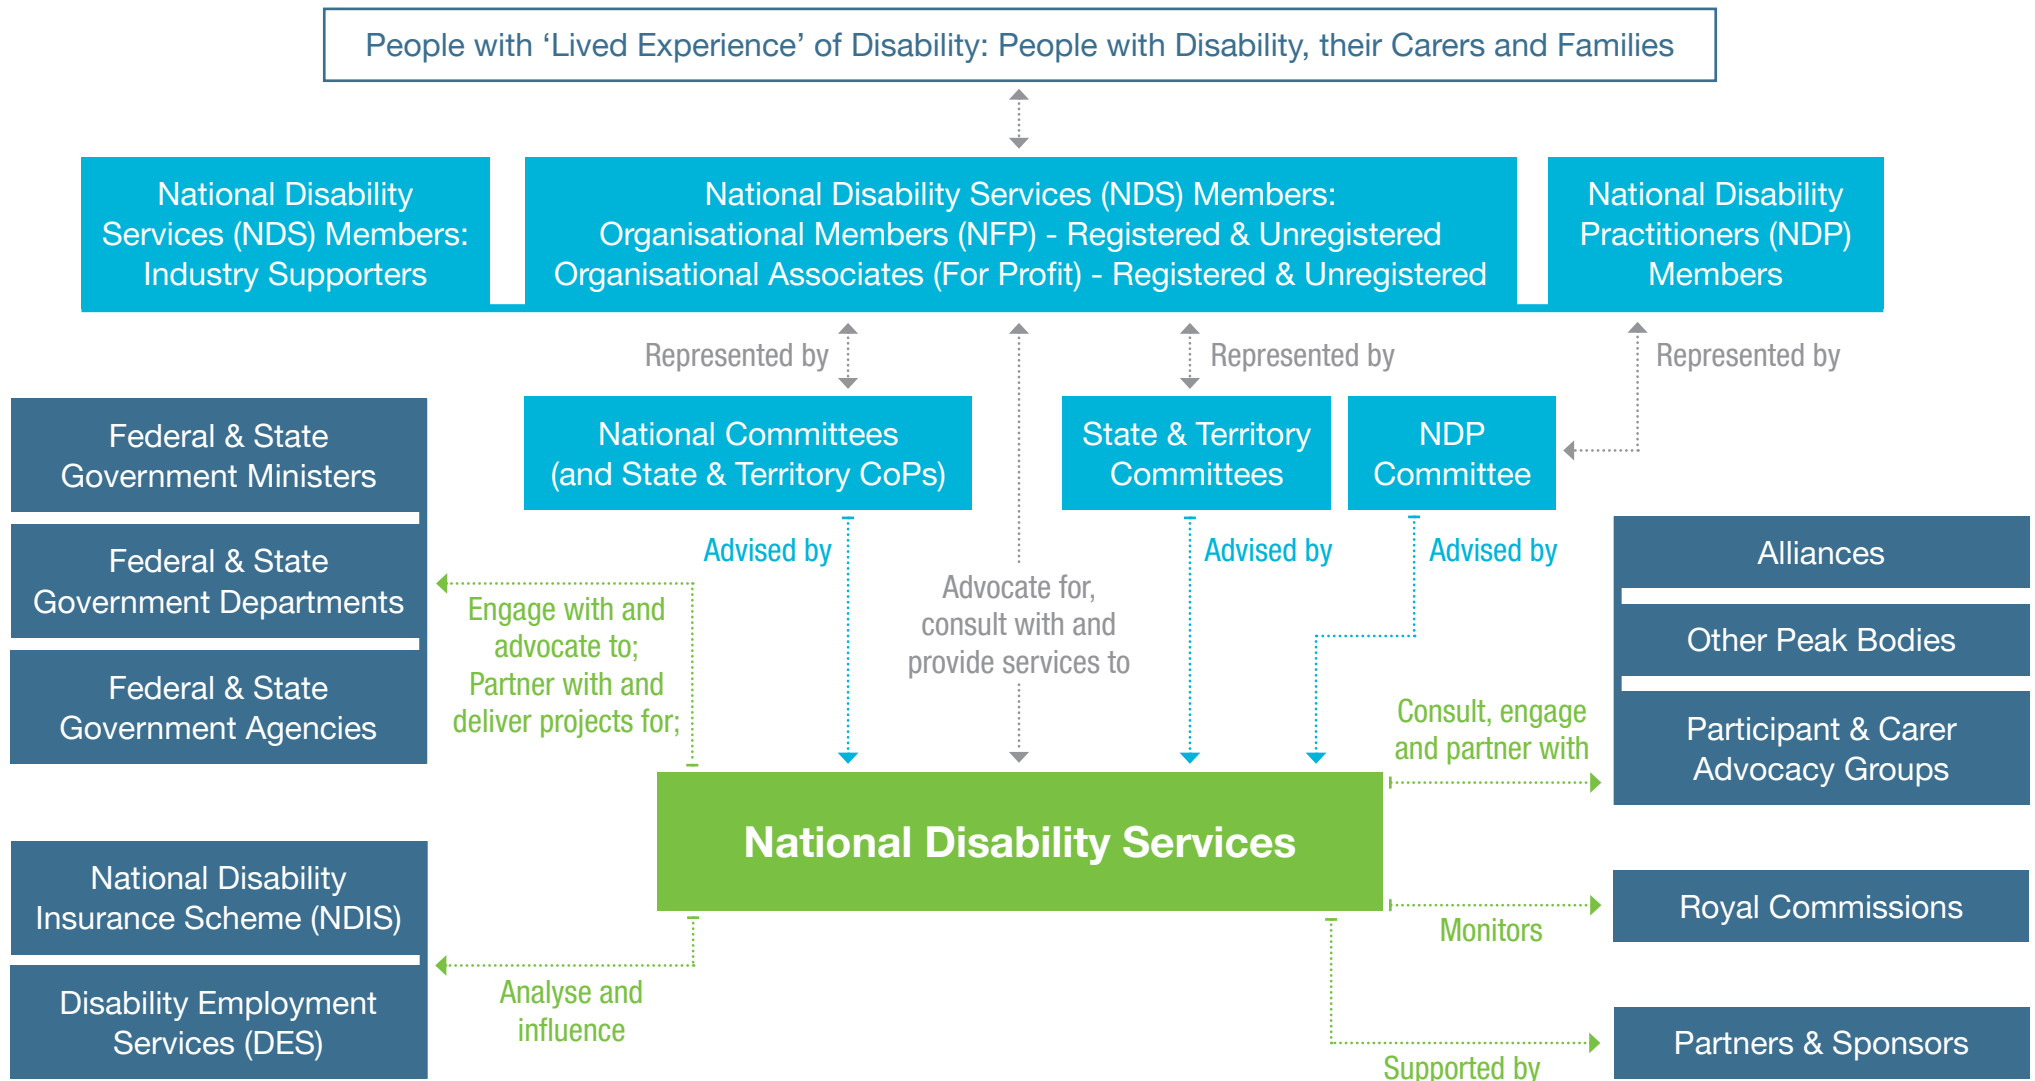 People with ‘Lived Experience’ of Disability: People with Disability, their Carers and Families
National Disability
Services (NDS) Members:
Industry Supporters
National Disability Services (NDS) Members:
Organisational Members (NFP) - Registered & Unregistered
Organisational Associates (For Profit) - Registered & Unregistered
National Disability
Practitioners (NDP)
Members
Represented by
Represented by
Represented by
Federal & State
Government Ministers
Federal & State
Government Departments
Federal & State
Government Agencies
National Committees
(and State & Territory CoPs)
State & Territory
Committees
NDP
Committee
Advised by
Advised by
Advised by
Engage with and
advocate to;
Partner with and
deliver projects for;
Advocate for,
consult with and
provide services to
Alliances
Other Peak Bodies
Participant & Carer
Advocacy Groups
Consult, engage
and partner with
National Disability Services
National Disability
Insurance Scheme (NDIS)
Disability Employment
Services (DES)
Analyse and
influence
Monitors
Royal Commissions
Supported by
Partners & Sponsors